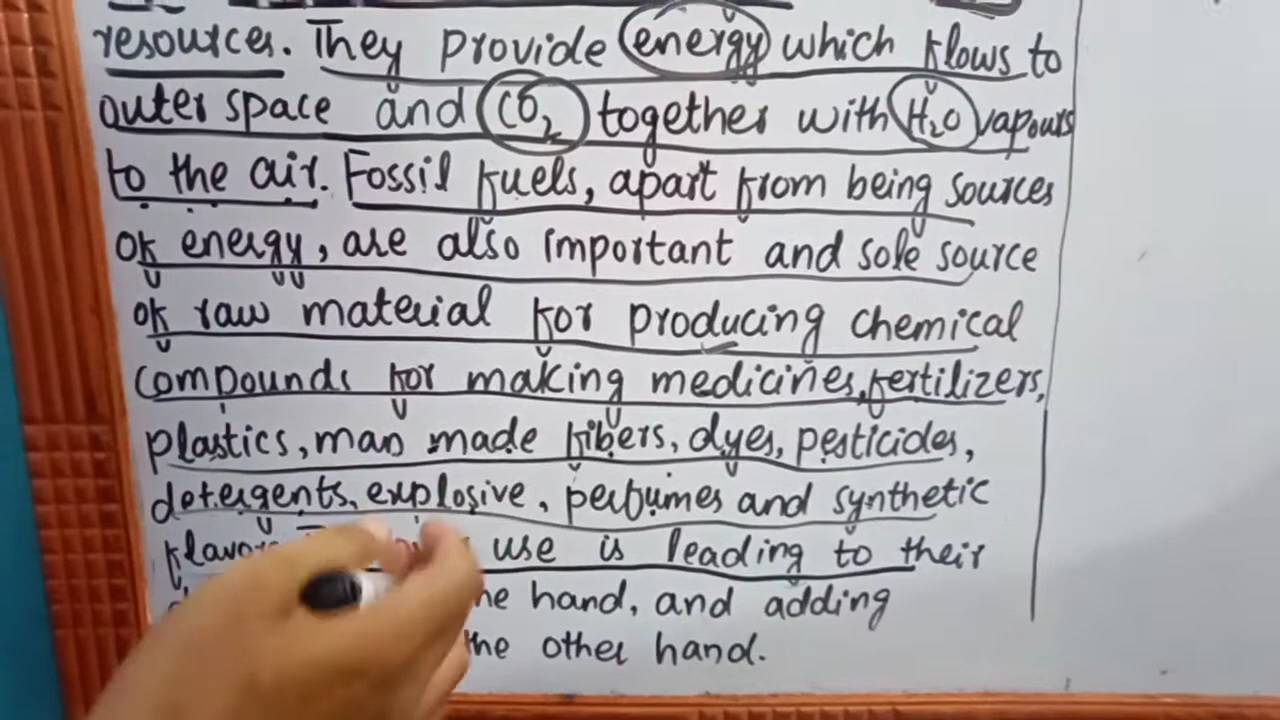 resources. They provide energy which flows to
outer space and CO₂ together with H₂O vapours
to the air. Fossil fuels, apart from being sources
of energy, are also important and sole source
of raw material for producing chemical
compounds for making medicines, fertilizers,
plastics, man made fibers, dyes, pesticides,
detergents, explosive, perfumes and synthetic
use is leading to their
hand, and adding
the other hand.